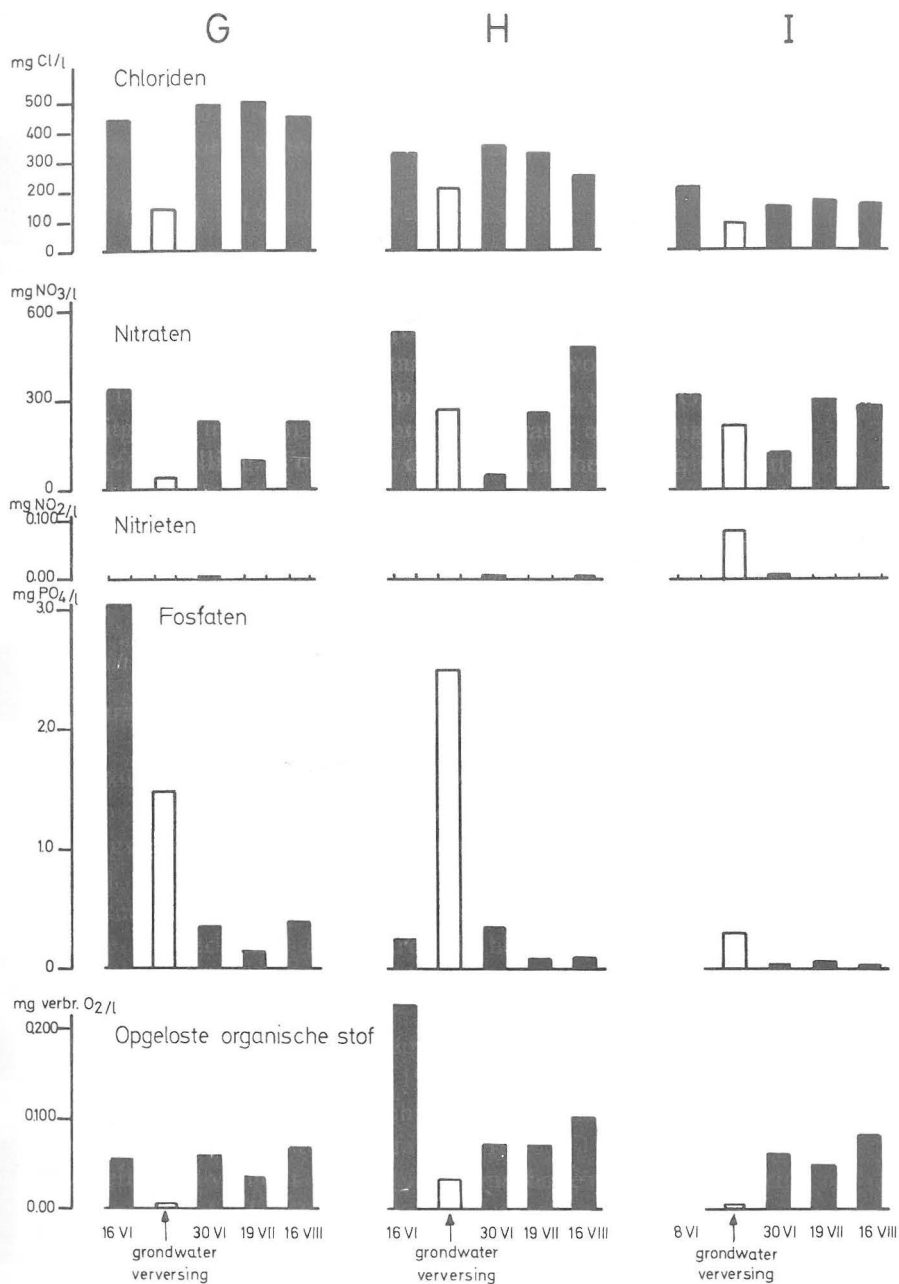 G H I
mg Cl/l
Chloriden
500
400
300
200
100
0
mg NO3/l
600
Nitraten
300
0
mg NO2/l
0.100
Nitrieten
0.00
mg PO4/l
3.0
Fosfaten
2.0
1.0
0
mg verbr. O2/l
0,200
Opgeloste organische stof
0.100
0.00
16 VI 30 VI 19 VII 16 VIII 16 VI 30 VI 19 VII 16 VIII 8 VI 30 VI 19 VII 16 VIII
grondwater grondwater grondwater
verversing verversing verversing